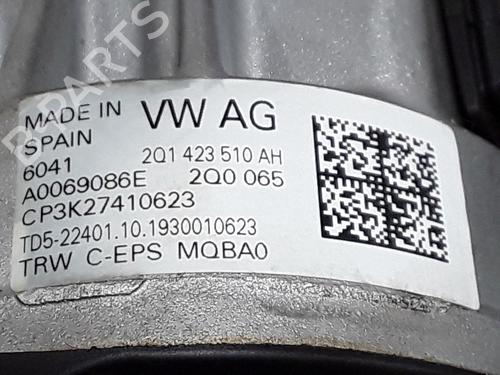 B-PARTS
MADE IN VW AG
SPAIN
6041 2Q1 423 510 AH
A0069086E 2Q0 065
CP3K27410623
TD5-22401.10.1930010623
TRW C-EPS MQBA0